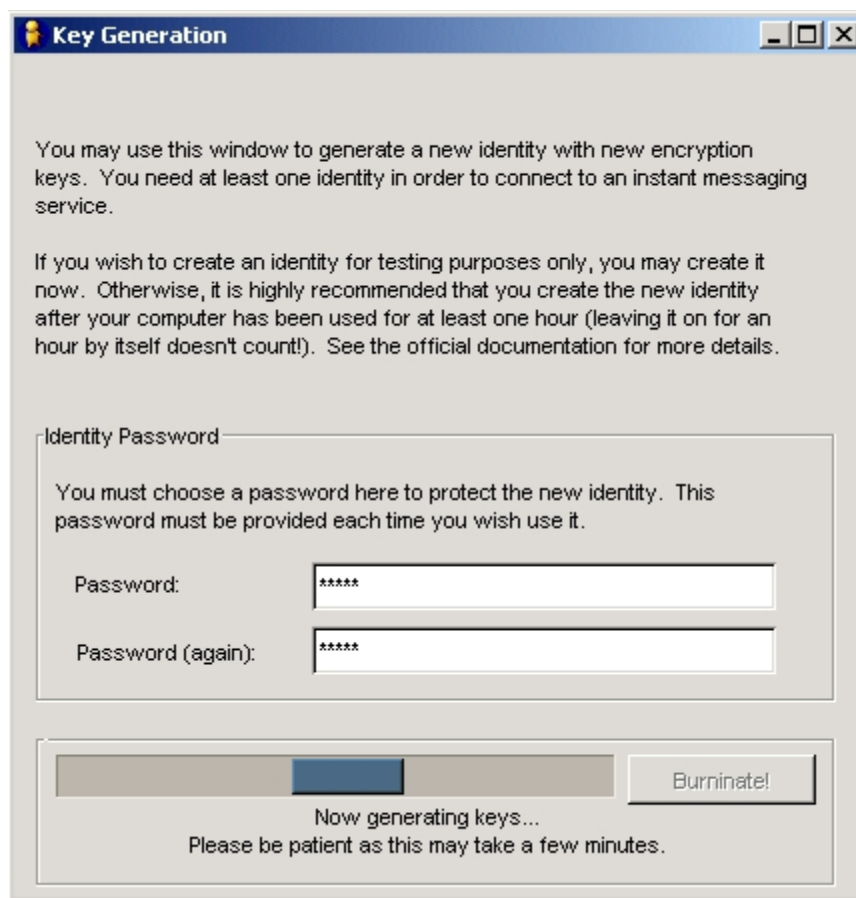 Key Generation
You may use this window to generate a new identity with new encryption
keys.  You need at least one identity in order to connect to an instant messaging
service.
If you wish to create an identity for testing purposes only, you may create it
now.  Otherwise, it is highly recommended that you create the new identity
after your computer has been used for at least one hour (leaving it on for an
hour by itself doesn't count!).  See the official documentation for more details.
Identity Password
You must choose a password here to protect the new identity.  This
password must be provided each time you wish use it.
Password: *****
Password (again): *****
Burninate!
Now generating keys...
Please be patient as this may take a few minutes.